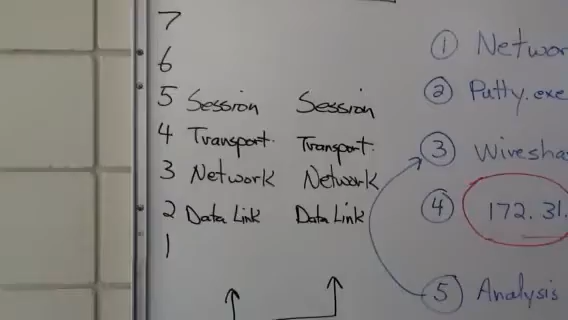 7
6
5 Session Session
4 Transport Transport
3 Network Network
2 Data Link Data Link
1
① Networ
② Putty.exe
③ Wiresha
④ 172.31.
⑤ Analysis